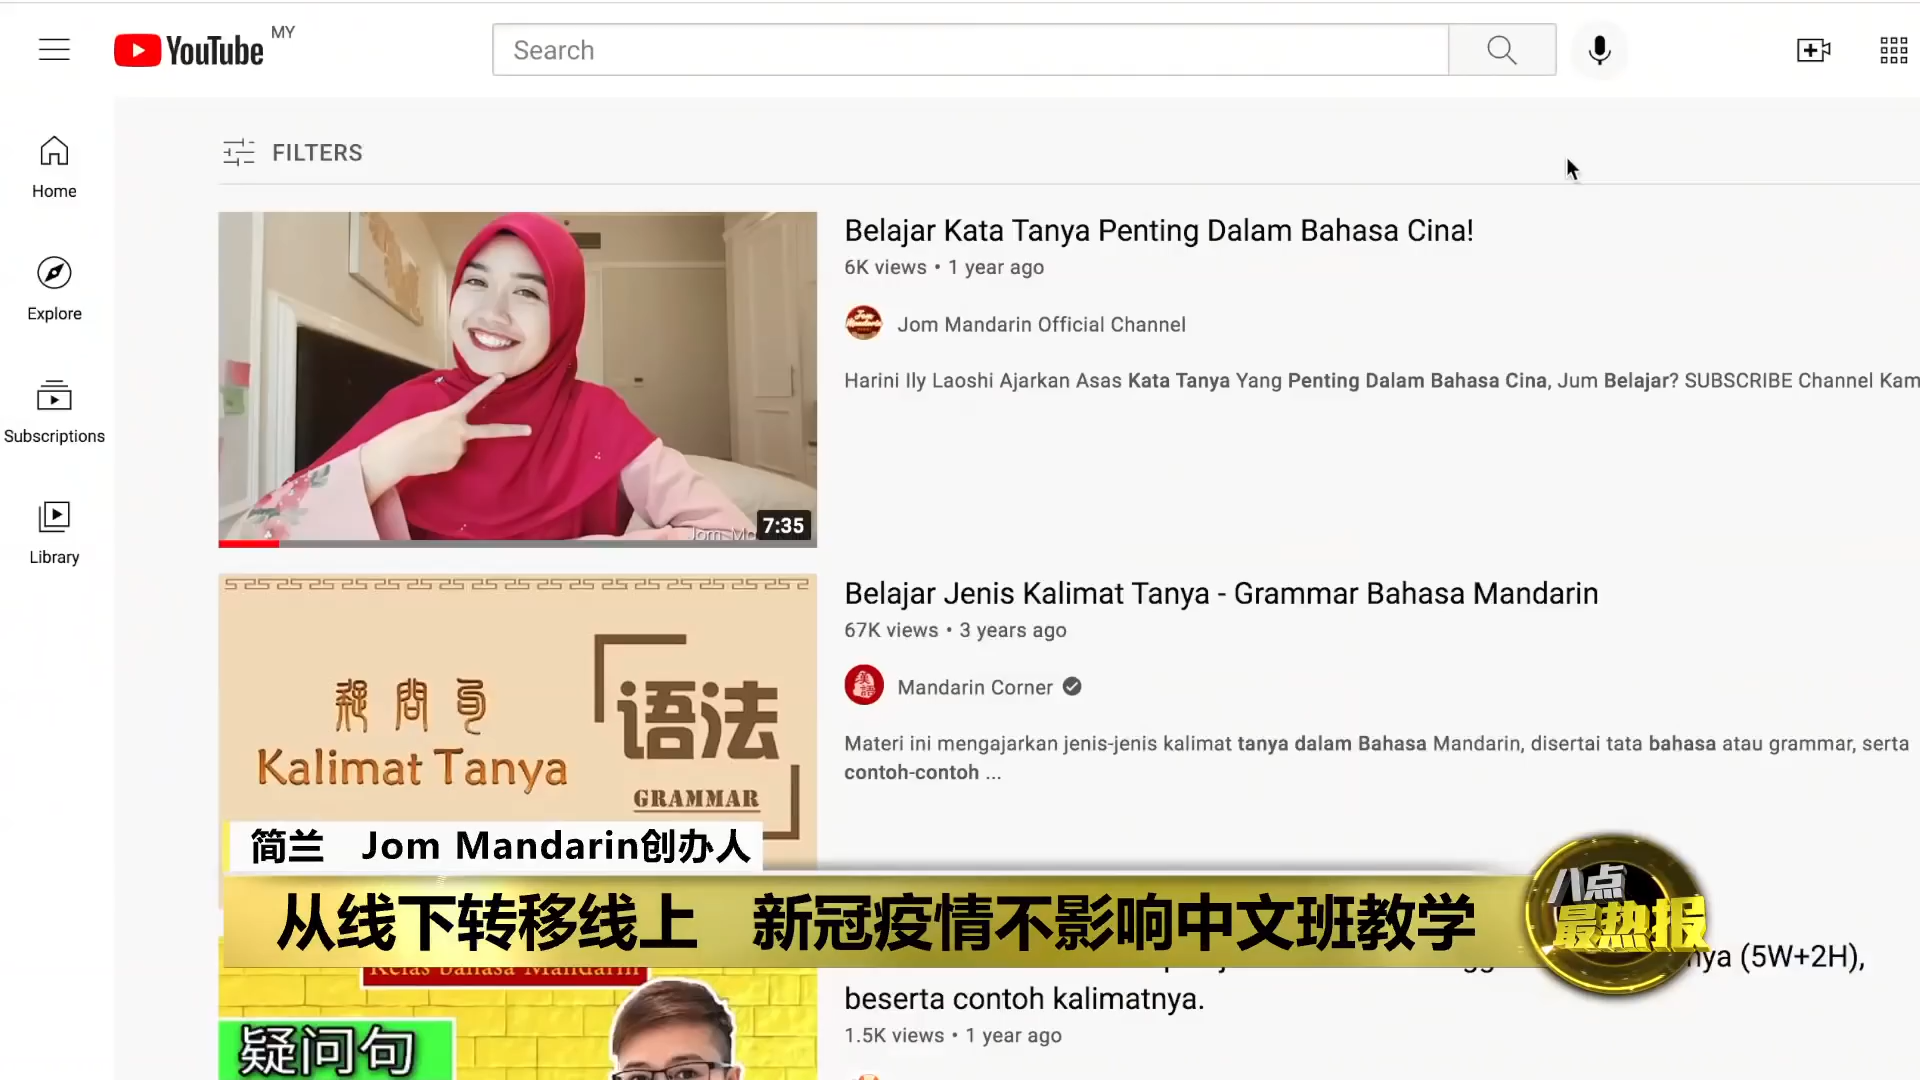 YouTube MY
Search
FILTERS
Home
Explore
Subscriptions
Library
Belajar Kata Tanya Penting Dalam Bahasa Cina!
6K views • 1 year ago
Jom Mandarin Official Channel
Harini Ily Laoshi Ajarkan Asas Kata Tanya Yang Penting Dalam Bahasa Cina, Jum Belajar? SUBSCRIBE Channel Kam
7:35
Belajar Jenis Kalimat Tanya - Grammar Bahasa Mandarin
67K views • 3 years ago
Mandarin Corner
Materi ini mengajarkan jenis-jenis kalimat tanya dalam Bahasa Mandarin, disertai tata bahasa atau grammar, serta
contoh-contoh ...
疑問句
Kalimat Tanya
语法
GRAMMAR
简兰 Jom Mandarin创办人
从线下转移线上 新冠疫情不影响中文班教学
八点
最热报
Kelas Bahasa Mandarin
疑问句
(5W+2H),
beserta contoh kalimatnya.
1.5K views • 1 year ago